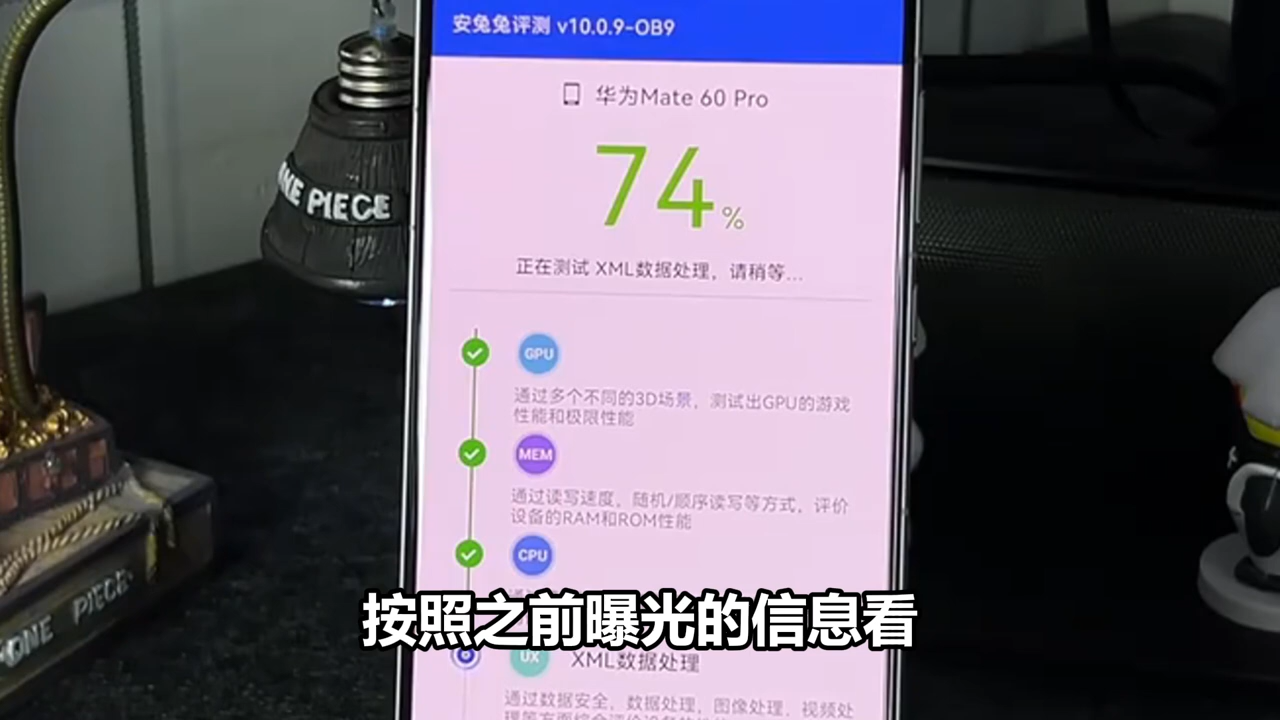 安兔兔评测 v10.0.9-OB9
华为Mate 60 Pro
74%
正在测试 XML数据处理，请稍等...
GPU
通过多个不同的3D场景，测试出GPU的游戏
性能和极限性能
MEM
通过读写速度，随机/顺序读写等方式，评价
设备的RAM和ROM性能
CPU
按照之前曝光的信息看
UX
XML数据处理
通过数据安全，数据处理，图像处理，视频处
ONE PIECE
ONE PIECE